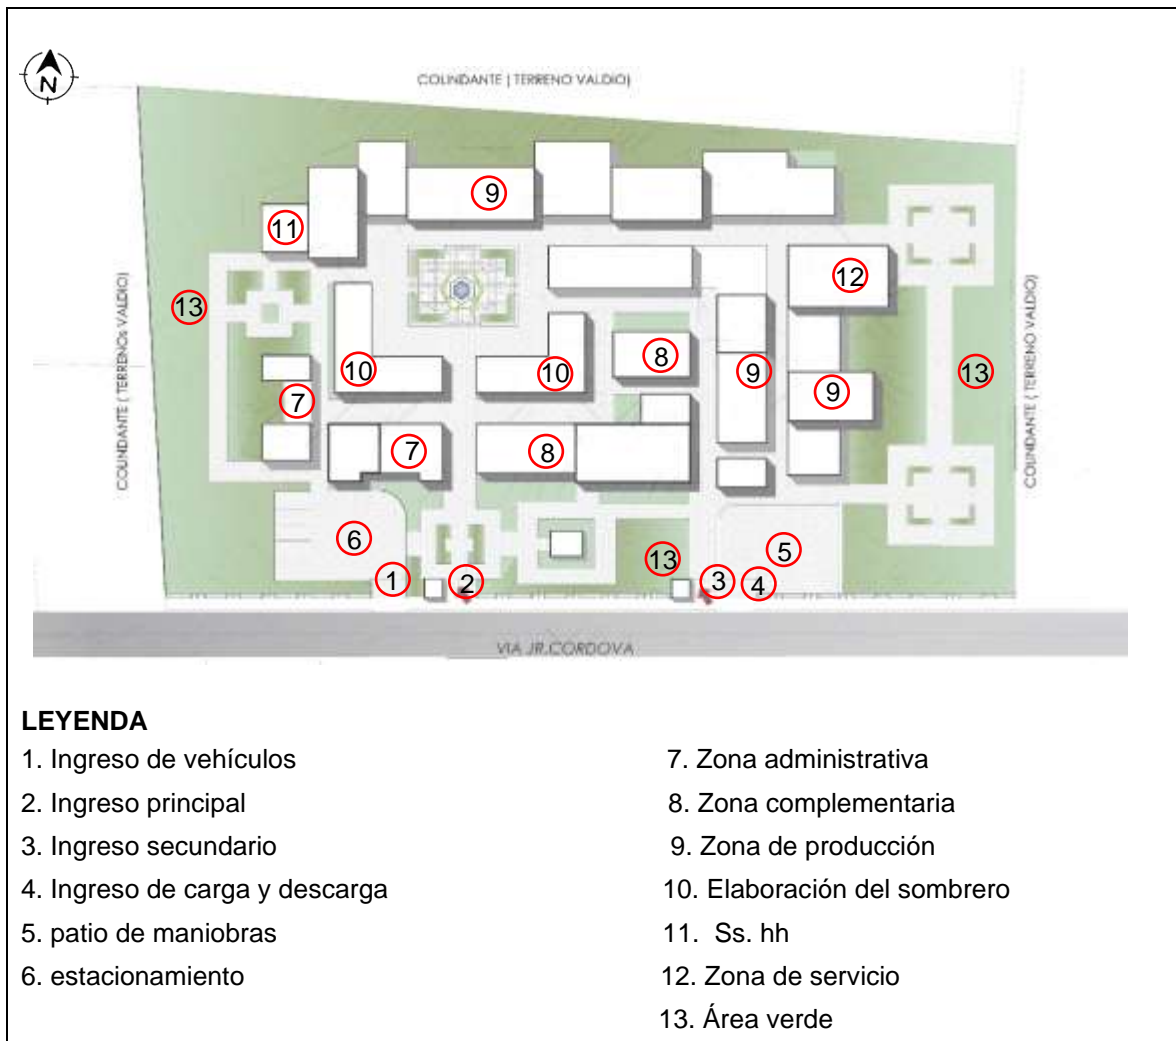 N
COLINDANTE ( TERRENO VALDIO)
9
11
12
13
COLINDANTE ( TERRENOs VALDIO)
COLINDANTE ( TERRENO VALDIO)
8
10
10
9
13
9
7
7
8
6
5
13
1
2
3
4
VIA JR.CORDOVA
LEYENDA
1. Ingreso de vehículos
2. Ingreso principal
3. Ingreso secundario
4. Ingreso de carga y descarga
5. patio de maniobras
6. estacionamiento
7. Zona administrativa
8. Zona complementaria
9. Zona de producción
10. Elaboración del sombrero
11. Ss. hh
12. Zona de servicio
13. Área verde